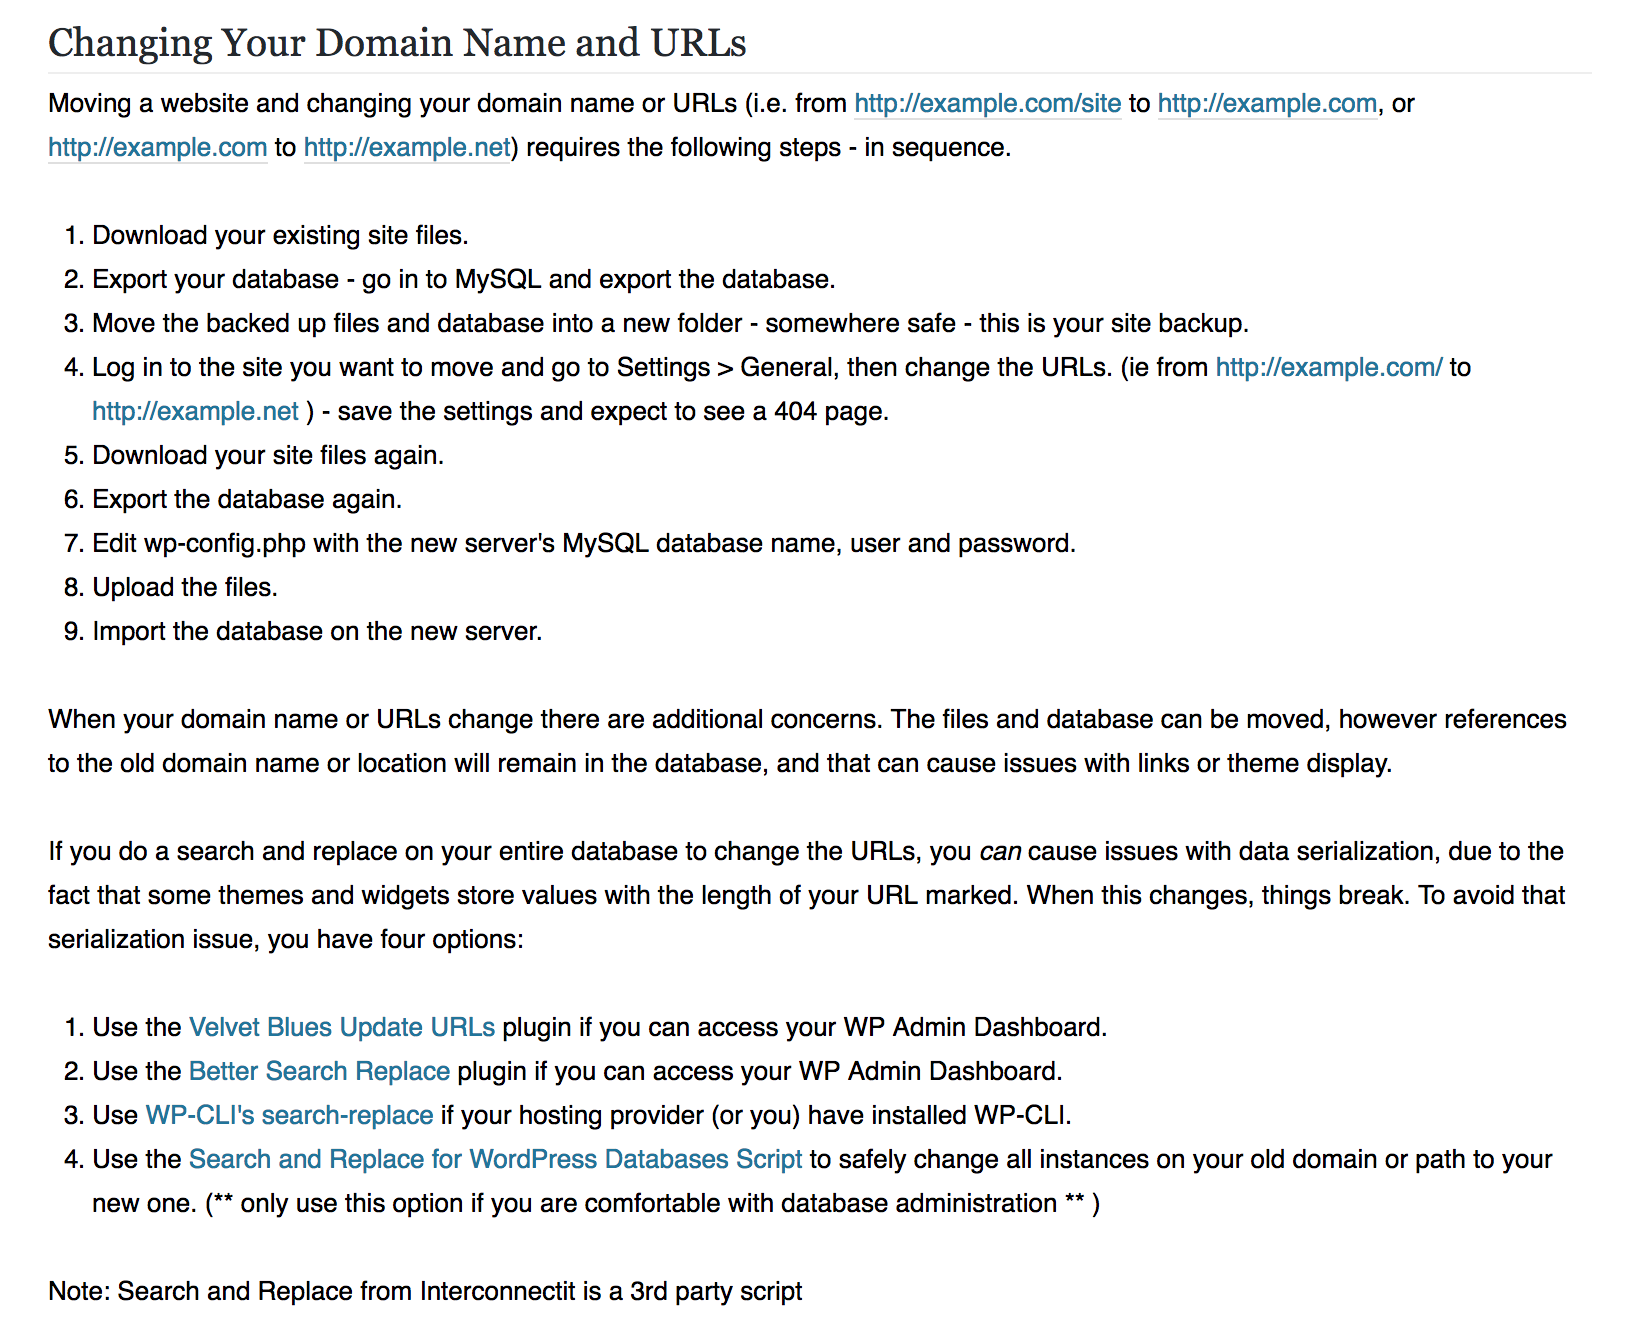 Changing Your Domain Name and URLs
Moving a website and changing your domain name or URLs (i.e. from http://example.com/site to http://example.com, or
http://example.com to http://example.net) requires the following steps - in sequence.
1. Download your existing site files.
2. Export your database - go in to MySQL and export the database.
3. Move the backed up files and database into a new folder - somewhere safe - this is your site backup.
4. Log in to the site you want to move and go to Settings > General, then change the URLs. (ie from http://example.com/ to
http://example.net ) - save the settings and expect to see a 404 page.
5. Download your site files again.
6. Export the database again.
7. Edit wp-config.php with the new server's MySQL database name, user and password.
8. Upload the files.
9. Import the database on the new server.
When your domain name or URLs change there are additional concerns. The files and database can be moved, however references
to the old domain name or location will remain in the database, and that can cause issues with links or theme display.
If you do a search and replace on your entire database to change the URLs, you can cause issues with data serialization, due to the
fact that some themes and widgets store values with the length of your URL marked. When this changes, things break. To avoid that
serialization issue, you have four options:
1. Use the Velvet Blues Update URLs plugin if you can access your WP Admin Dashboard.
2. Use the Better Search Replace plugin if you can access your WP Admin Dashboard.
3. Use WP-CLI's search-replace if your hosting provider (or you) have installed WP-CLI.
4. Use the Search and Replace for WordPress Databases Script to safely change all instances on your old domain or path to your
new one. (** only use this option if you are comfortable with database administration ** )
Note: Search and Replace from Interconnectit is a 3rd party script